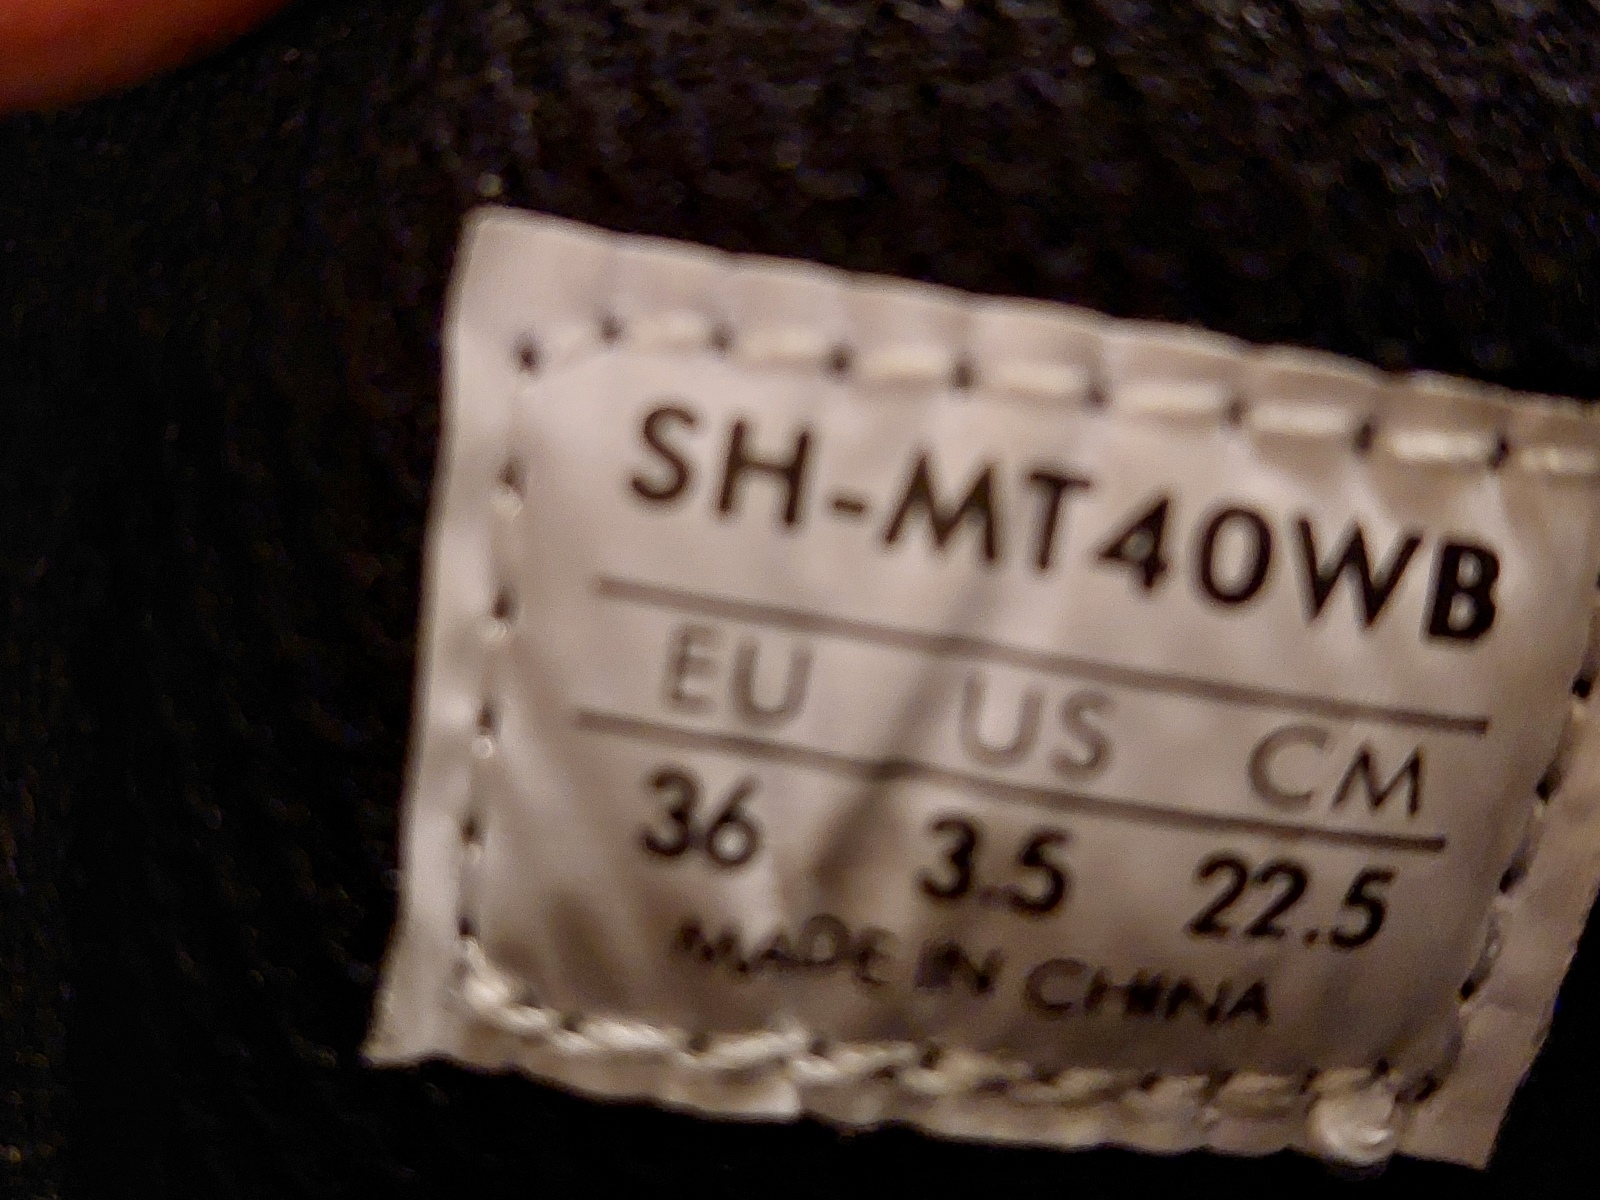 SH-MT40WB
EU US CM
36 3.5 22.5
MADE IN CHINA